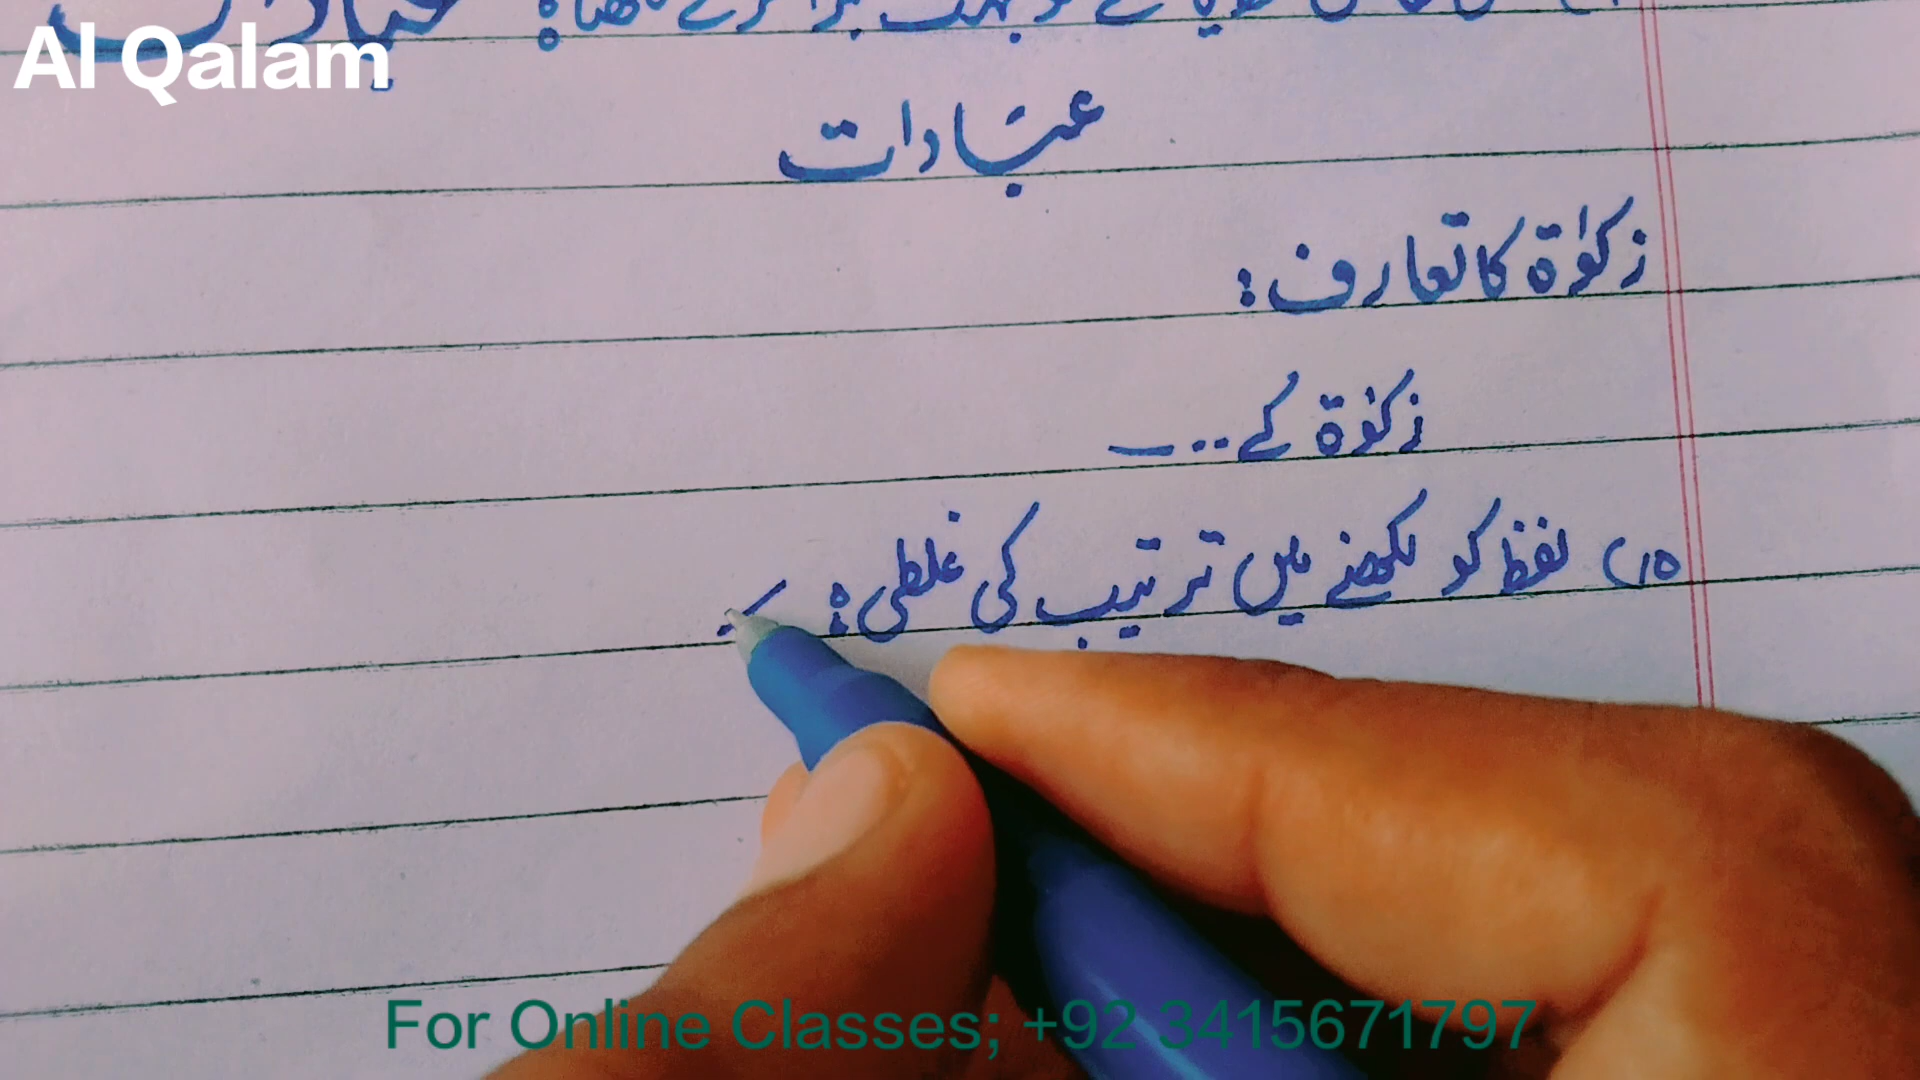 Al Qalam
عبادات
زکوٰۃ کا تعارف:
زکوٰۃ کے ..۔
(۵) لفظ کو لکھنے میں ترتیب کی غلطی:
For Online Classes; +92 3415671797